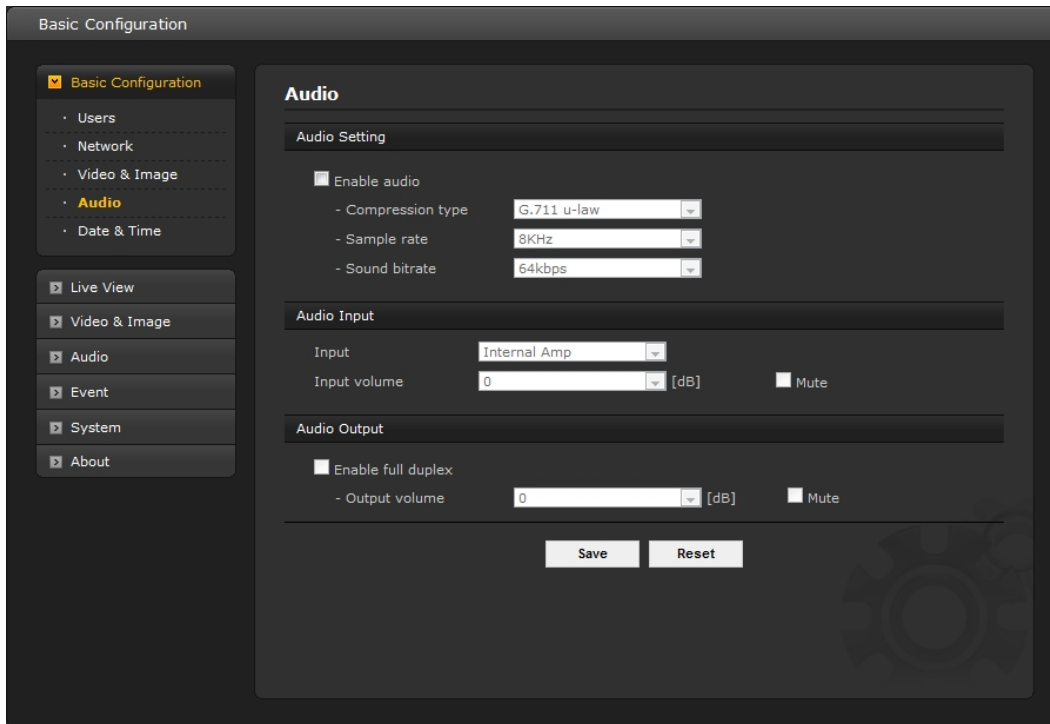 Basic Configuration
Basic Configuration
· Users
· Network
· Video & Image
· Audio
· Date & Time
Live View
Video & Image
Audio
Event
System
About
Audio
Audio Setting
Enable audio
- Compression type G.711 u-law
- Sample rate 8KHz
- Sound bitrate 64kbps
Audio Input
Input Internal Amp
Input volume 0 [dB] Mute
Audio Output
Enable full duplex
- Output volume 0 [dB] Mute
Save Reset